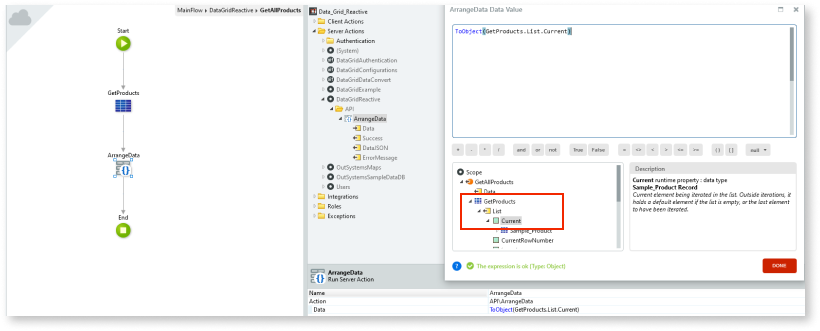 MainFlow ▸ DataGridReactive ▸ GetAllProducts
Start
GetProducts
ArrangeData
End
Data_Grid_Reactive
Client Actions
Server Actions
Authentication
(System)
DataGridAuthentication
DataGridConfigurations
DataGridDataConvert
DataGridExample
DataGridReactive
API
ArrangeData
Data
Success
DataJSON
ErrorMessage
OutSystemsMaps
OutSystemsSampleDataDB
Users
Integrations
Roles
Exceptions
ArrangeData
Run Server Action
Name ArrangeData
Action API\ArrangeData
Data ToObject(GetProducts.List.Current)
ArrangeData Data Value
ToObject(GetProducts.List.Current)
+ - * / and or not True False = <> < > <= >= ( ) [ ] null
Scope
GetAllProducts
Data
GetProducts
List
Current
Sample_Product
CurrentRowNumber
Description
Current runtime property : data type
Sample_Product Record
Current element being iterated in the list. Outside iterations, it
holds a default element if the list is empty, or the last element
to have been iterated.
? The expression is ok (Type: Object)
DONE